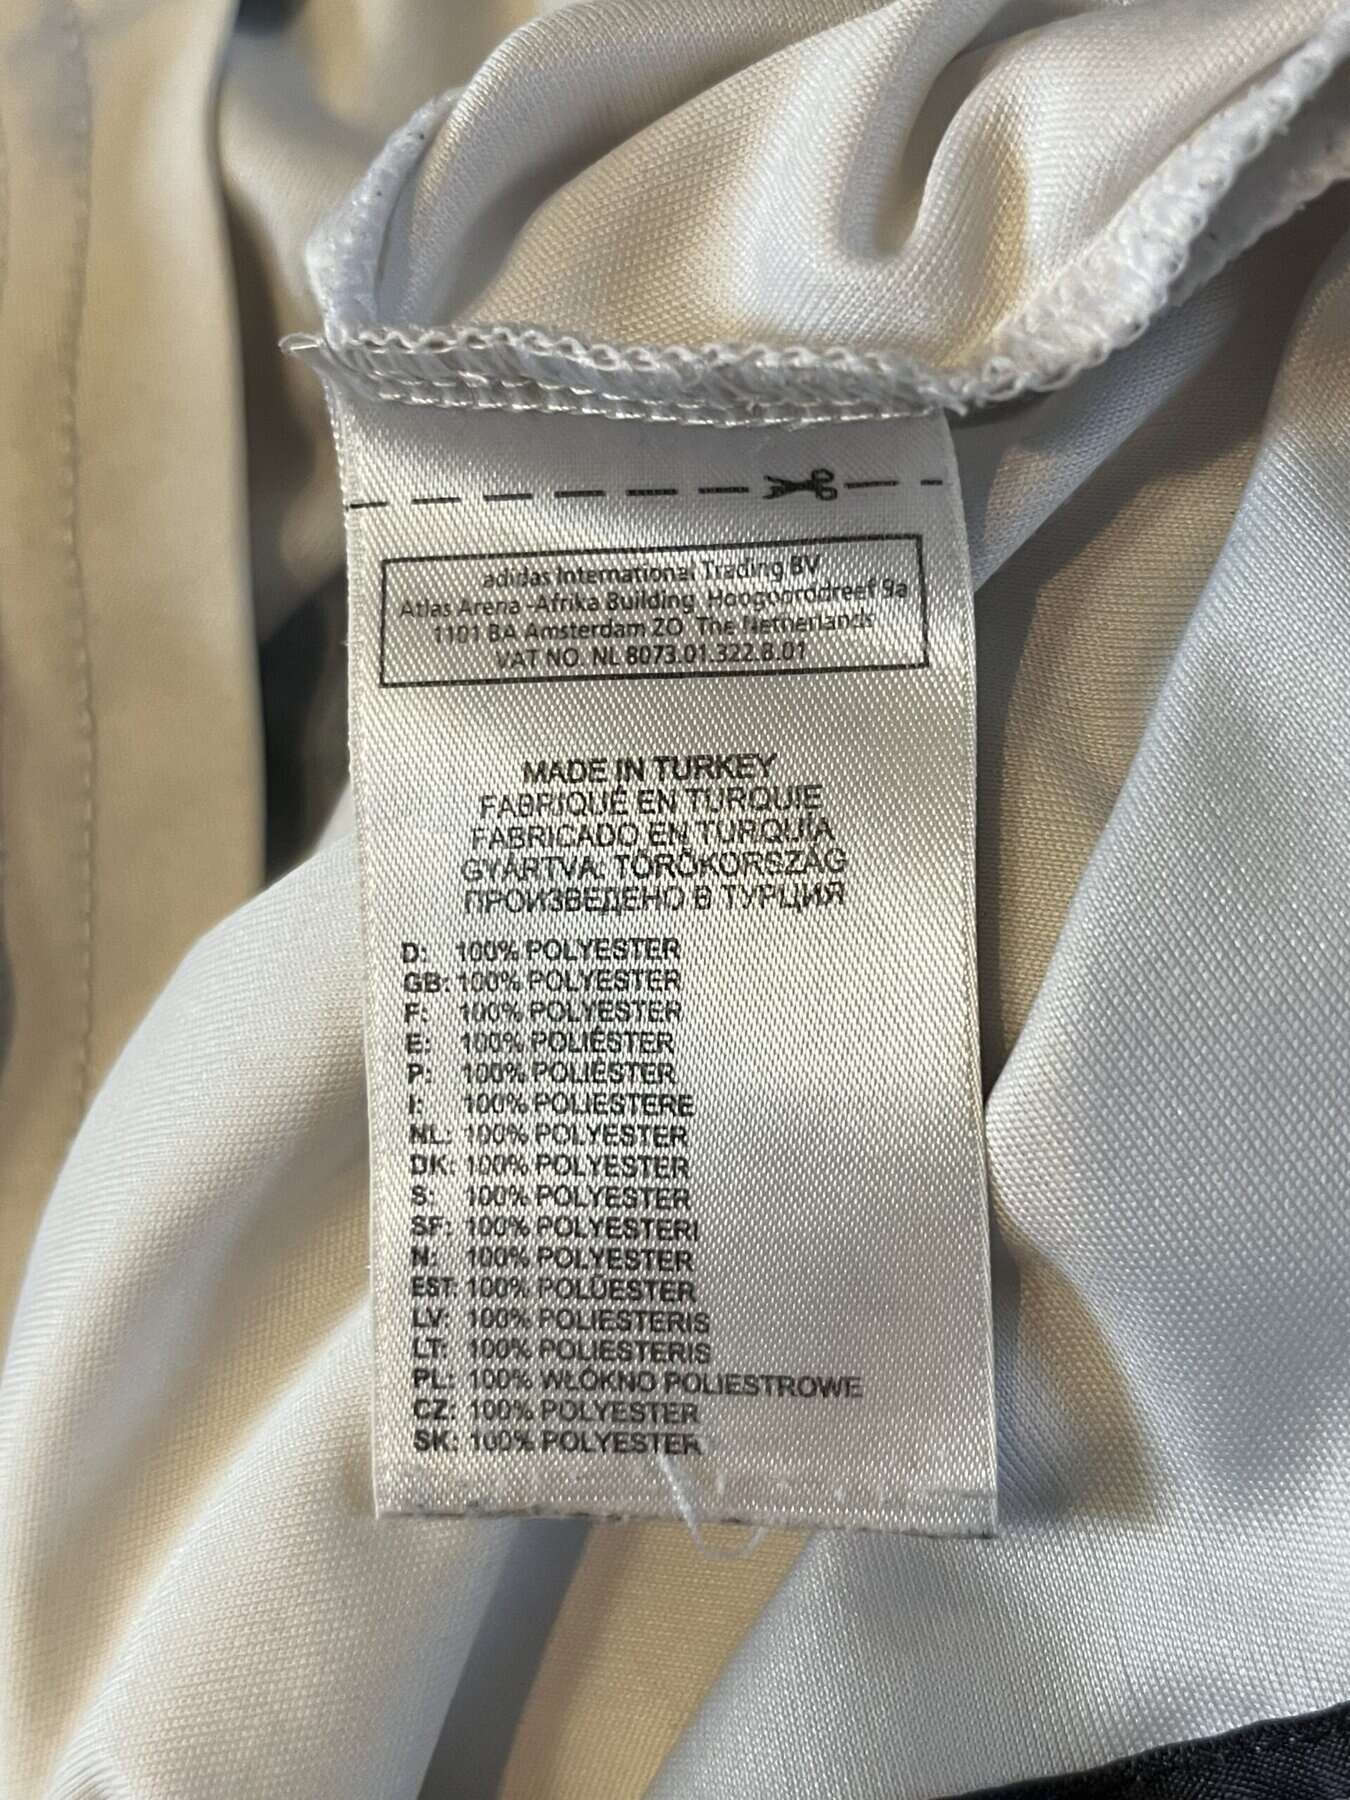 adidas International Trading BV
Atlas Arena -Afrika Building, Hoogoorddreef 9a
1101 BA Amsterdam ZO, The Netherlands
VAT NO. NL 8073.01.322.B.01
MADE IN TURKEY
FABRIQUÉ EN TURQUIE
FABRICADO EN TURQUÍA
GYÁRTVA: TÖRÖKORSZÁG
ПРОИЗВЕДЕНО В ТУРЦИЯ
D: 100% POLYESTER
GB: 100% POLYESTER
F: 100% POLYESTER
E: 100% POLIÉSTER
P: 100% POLIÉSTER
I: 100% POLIESTERE
NL: 100% POLYESTER
DK: 100% POLYESTER
S: 100% POLYESTER
SF: 100% POLYESTERI
N: 100% POLYESTER
EST: 100% POLÜESTER
LV: 100% POLIESTERIS
LT: 100% POLIESTERIS
PL: 100% WŁÓKNO POLIESTROWE
CZ: 100% POLYESTER
SK: 100% POLYESTER